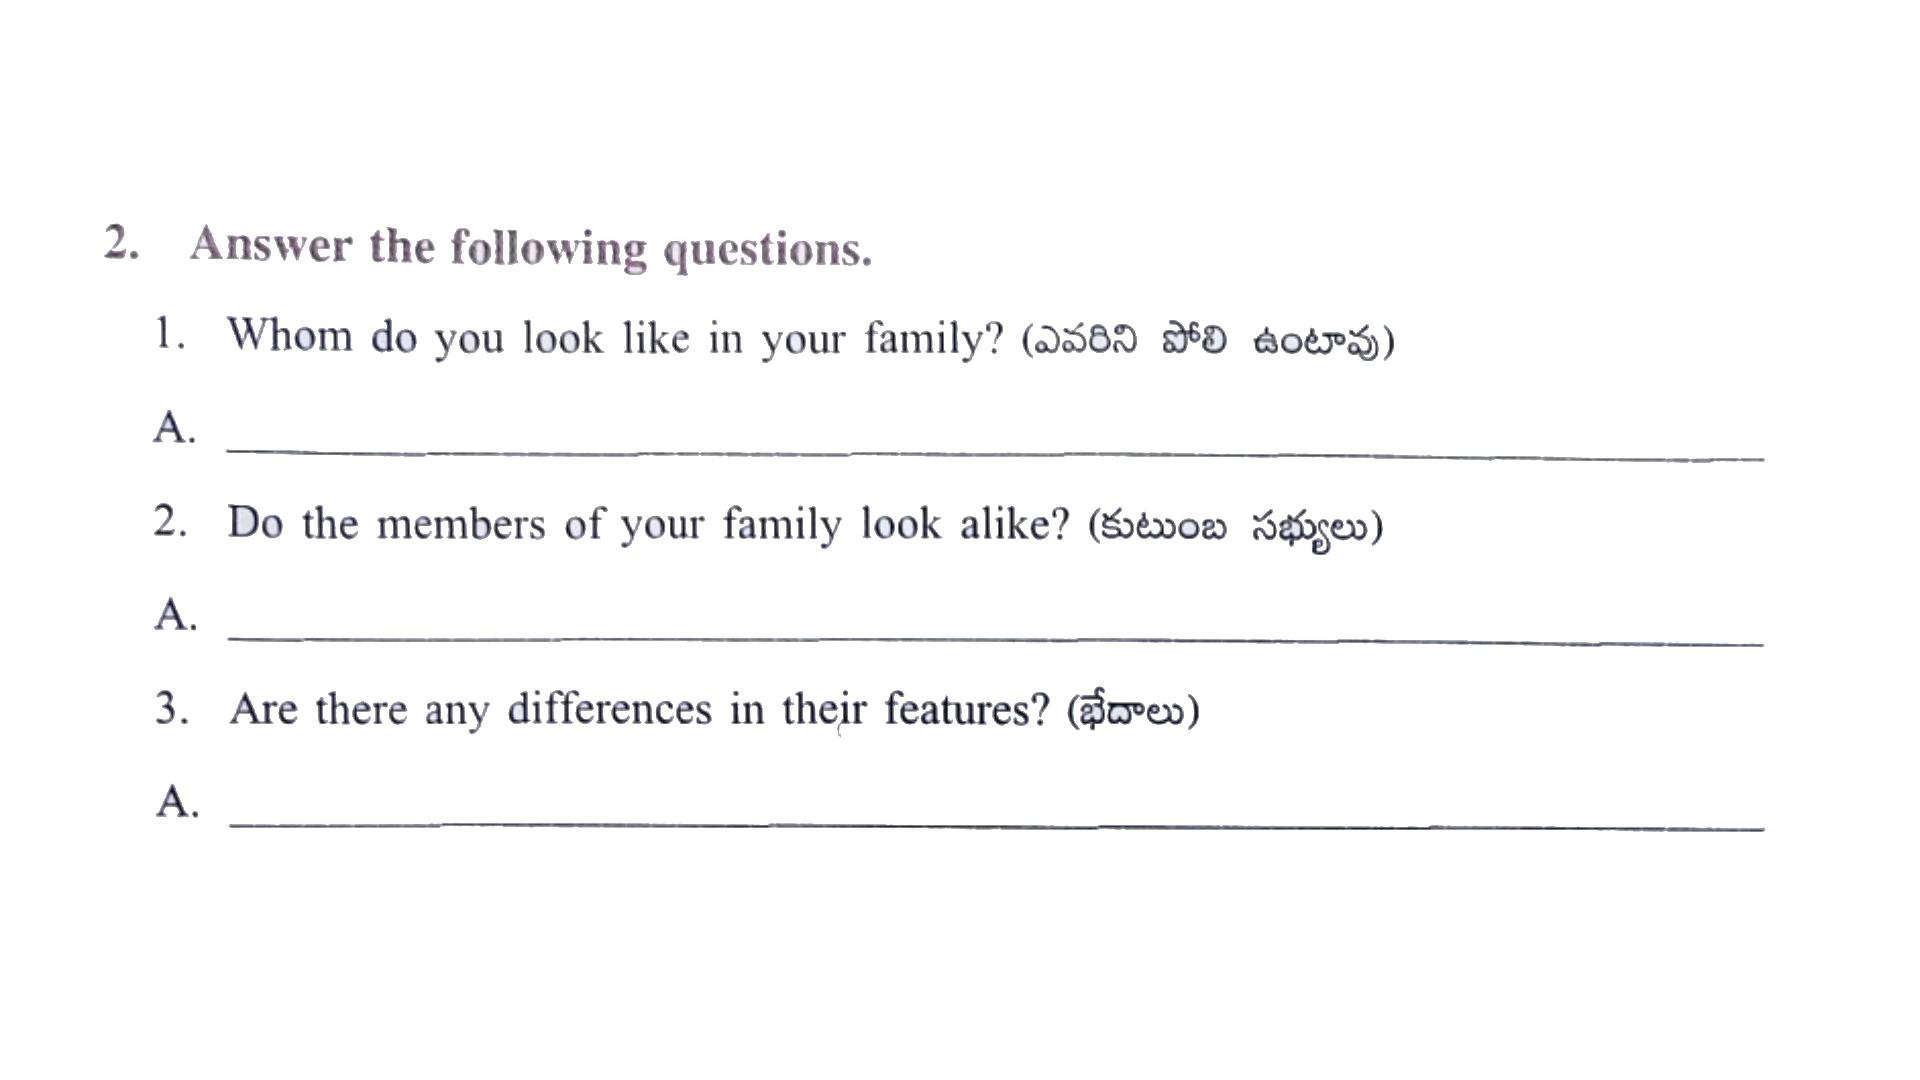 2. Answer the following questions.
1. Whom do you look like in your family? (ఎవరిని పోలి ఉంటావు)
A.
2. Do the members of your family look alike? (కుటుంబ సభ్యులు)
A.
3. Are there any differences in their features? (భేదాలు)
A.